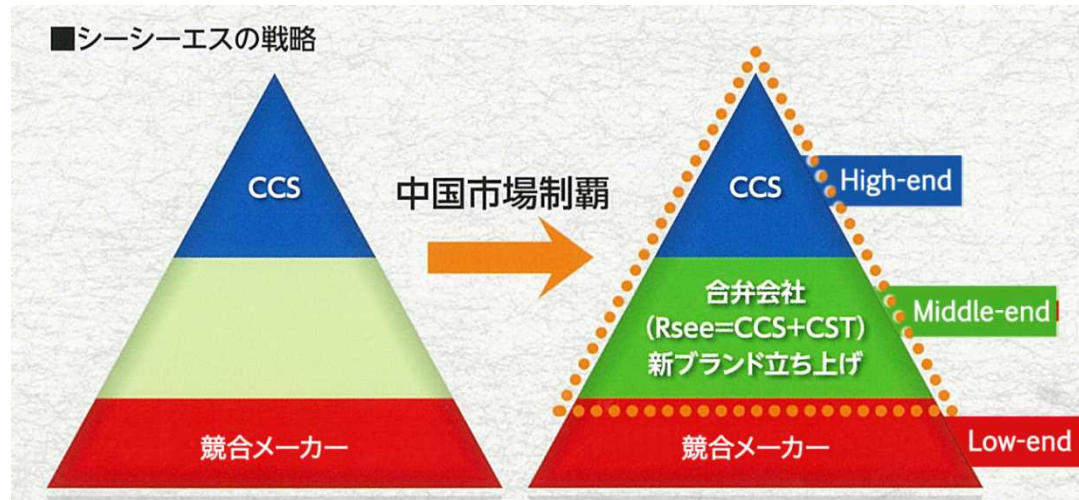 ■シーシーエスの戦略
CCS
競合メーカー
中国市場制覇
CCS
合弁会社
(Rsee=CCS+CST)
新ブランド立ち上げ
競合メーカー
High-end
Middle-end
Low-end